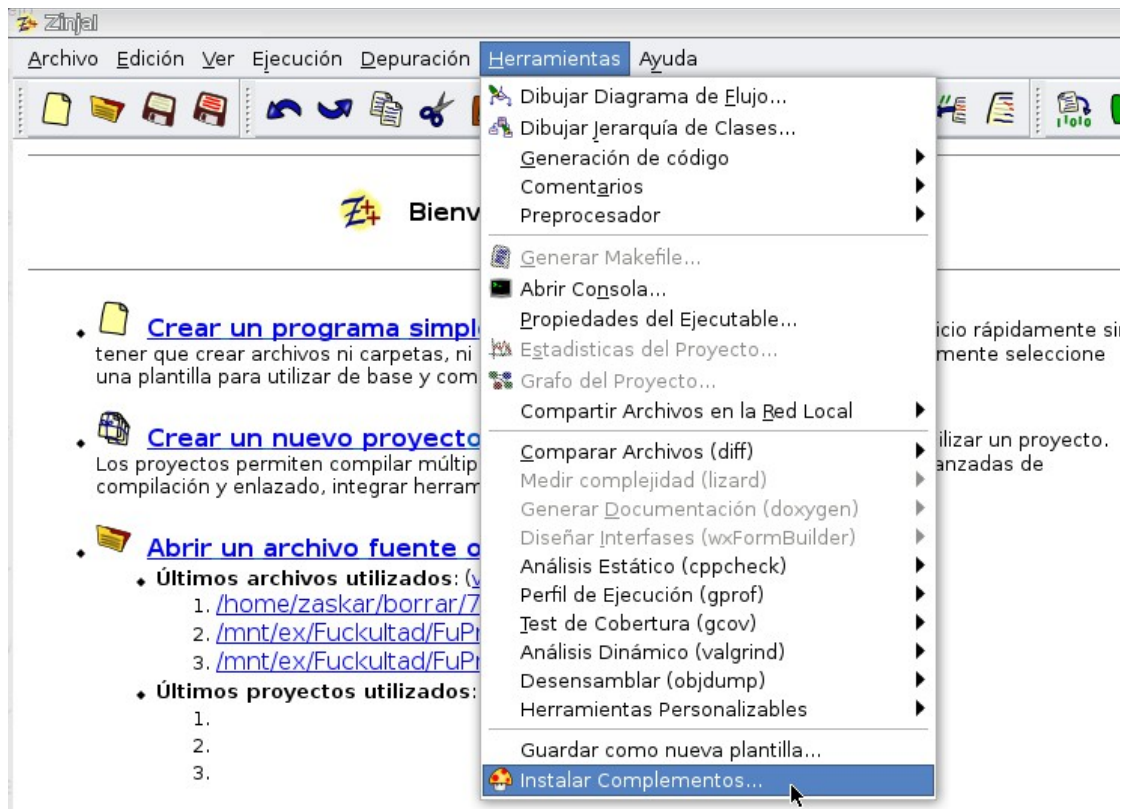 ZinjaI
Archivo Edición Ver Ejecución Depuración Herramientas Ayuda
Dibujar Diagrama de Flujo...
Dibujar Jerarquía de Clases...
Generación de código
Comentarios
Preprocesador
Generar Makefile...
Abrir Consola...
Propiedades del Ejecutable...
Estadisticas del Proyecto...
Grafo del Proyecto...
Compartir Archivos en la Red Local
Comparar Archivos (diff)
Medir complejidad (lizard)
Generar Documentación (doxygen)
Diseñar Interfases (wxFormBuilder)
Análisis Estático (cppcheck)
Perfil de Ejecución (gprof)
Test de Cobertura (gcov)
Análisis Dinámico (valgrind)
Desensamblar (objdump)
Herramientas Personalizables
Guardar como nueva plantilla...
Instalar Complementos...
Bienv
Crear un programa simpl
icio rápidamente si
tener que crear archivos ni carpetas, ni
mente seleccione
una plantilla para utilizar de base y com
Crear un nuevo proyecto
ilizar un proyecto.
Los proyectos permiten compilar múltip
anzadas de
compilación y enlazado, integrar herram
Abrir un archivo fuente o
Últimos archivos utilizados: (v
1. /home/zaskar/borrar/7
2. /mnt/ex/Fuckultad/FuPr
3. /mnt/ex/Fuckultad/FuPr
Últimos proyectos utilizados:
1.
2.
3.